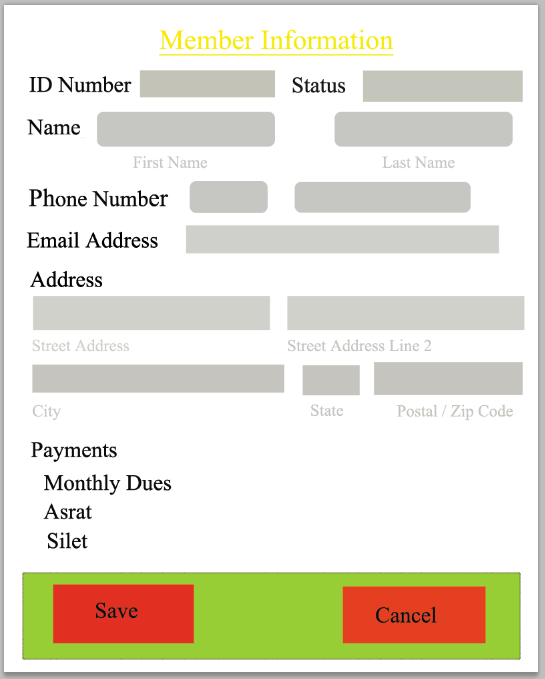 Member Information
ID Number Status
Name
First Name Last Name
Phone Number
Email Address
Address
Street Address Street Address Line 2
City State Postal / Zip Code
Payments
Monthly Dues
Asrat
Silet
Save Cancel